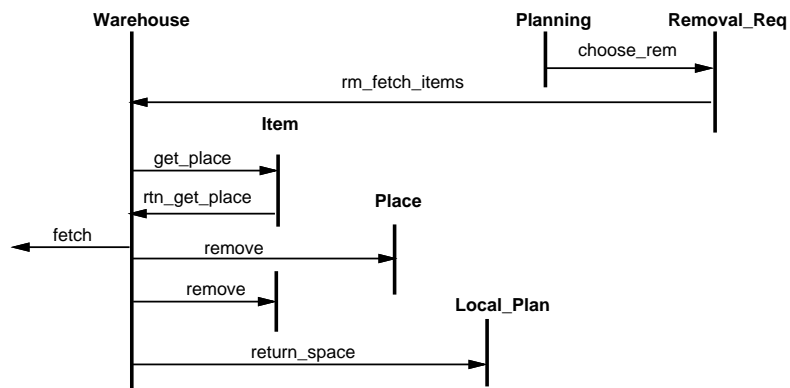 Warehouse Planning Removal_Req
choose_rem
rm_fetch_items
Item
get_place
rtn_get_place
Place
fetch
remove
remove
Local_Plan
return_space